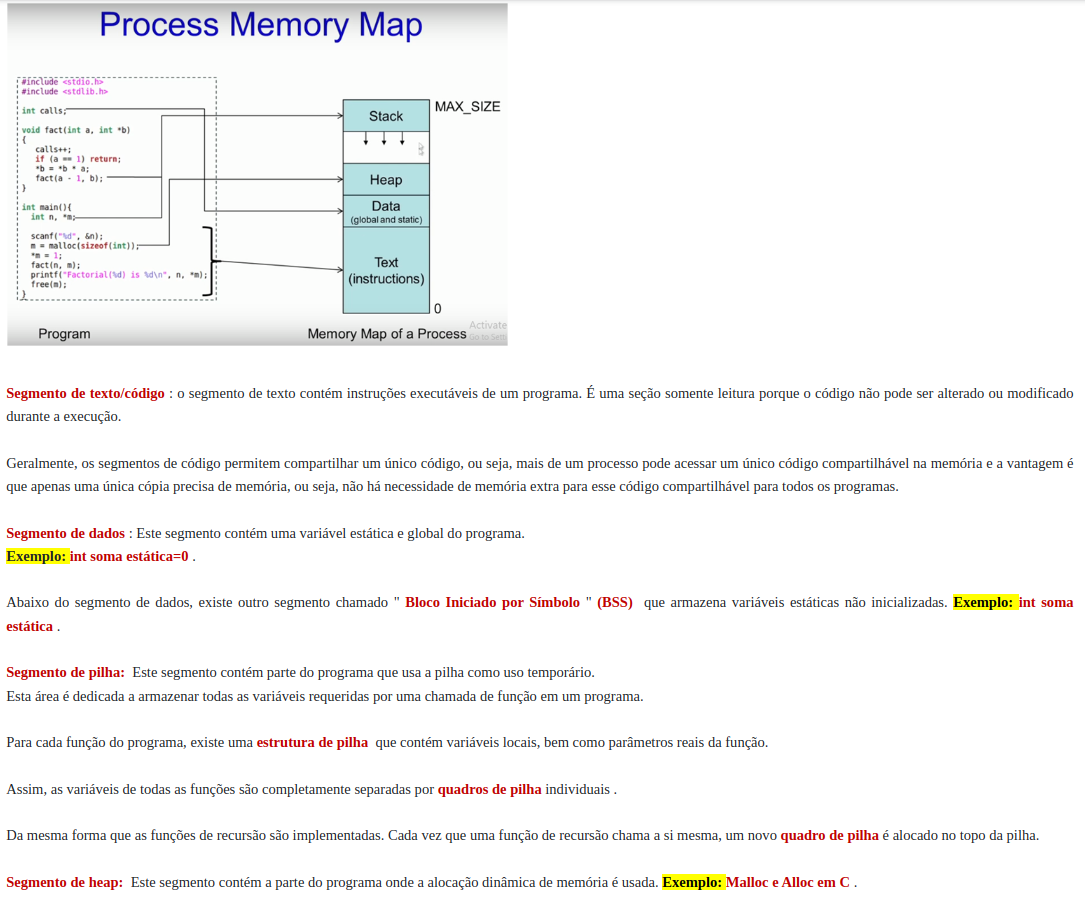 Process Memory Map
#include <stdio.h>
#include <stdlib.h>
int calls;
void fact(int a, int *b)
{
calls++;
if (a == 1) return;
*b = *b * a;
fact(a - 1, b);
}
int main(){
int n, *m;
scanf("%d", &n);
m = malloc(sizeof(int));
*m = 1;
fact(n, m);
printf("Factorial(%d) is %d\n", n, *m);
free(m);
}
Program
MAX_SIZE
Stack
Heap
Data
(global and static)
Text
(instructions)
0
Memory Map of a Process
Activate
Go to Setti
Segmento de texto/código : o segmento de texto contém instruções executáveis de um programa. É uma seção somente leitura porque o código não pode ser alterado ou modificado
durante a execução.
Geralmente, os segmentos de código permitem compartilhar um único código, ou seja, mais de um processo pode acessar um único código compartilhável na memória e a vantagem é
que apenas uma única cópia precisa de memória, ou seja, não há necessidade de memória extra para esse código compartilhável para todos os programas.
Segmento de dados : Este segmento contém uma variável estática e global do programa.
Exemplo: int soma estática=0 .
Abaixo do segmento de dados, existe outro segmento chamado " Bloco Iniciado por Símbolo " (BSS) que armazena variáveis estáticas não inicializadas. Exemplo: int soma
estática .
Segmento de pilha: Este segmento contém parte do programa que usa a pilha como uso temporário.
Esta área é dedicada a armazenar todas as variáveis requeridas por uma chamada de função em um programa.
Para cada função do programa, existe uma estrutura de pilha que contém variáveis locais, bem como parâmetros reais da função.
Assim, as variáveis de todas as funções são completamente separadas por quadros de pilha individuais .
Da mesma forma que as funções de recursão são implementadas. Cada vez que uma função de recursão chama a si mesma, um novo quadro de pilha é alocado no topo da pilha.
Segmento de heap: Este segmento contém a parte do programa onde a alocação dinâmica de memória é usada. Exemplo: Malloc e Alloc em C .